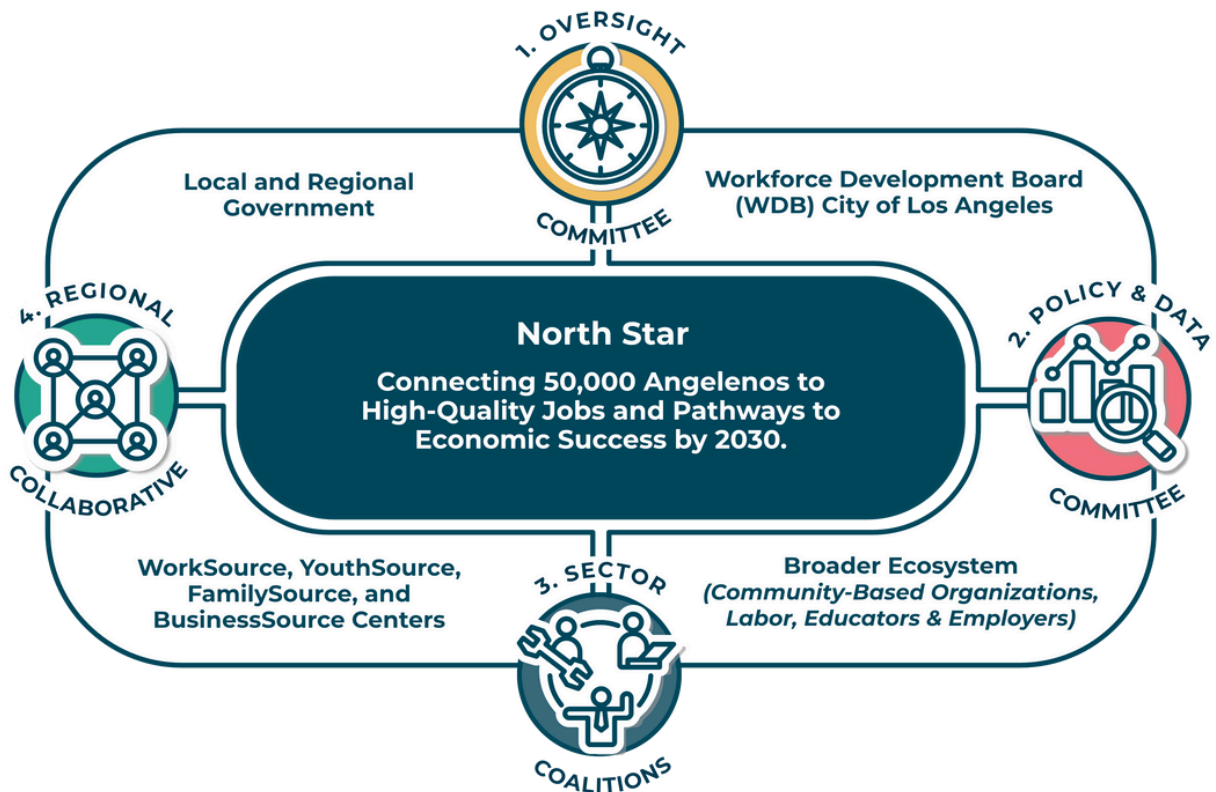 1. OVERSIGHT
COMMITTEE
Local and Regional
Government
Workforce Development Board
(WDB) City of Los Angeles
4. REGIONAL
COLLABORATIVE
North Star
Connecting 50,000 Angelenos to
High-Quality Jobs and Pathways to
Economic Success by 2030.
2. POLICY & DATA
COMMITTEE
WorkSource, YouthSource,
FamilySource, and
BusinessSource Centers
3. SECTOR
COALITIONS
Broader Ecosystem
(Community-Based Organizations,
Labor, Educators & Employers)